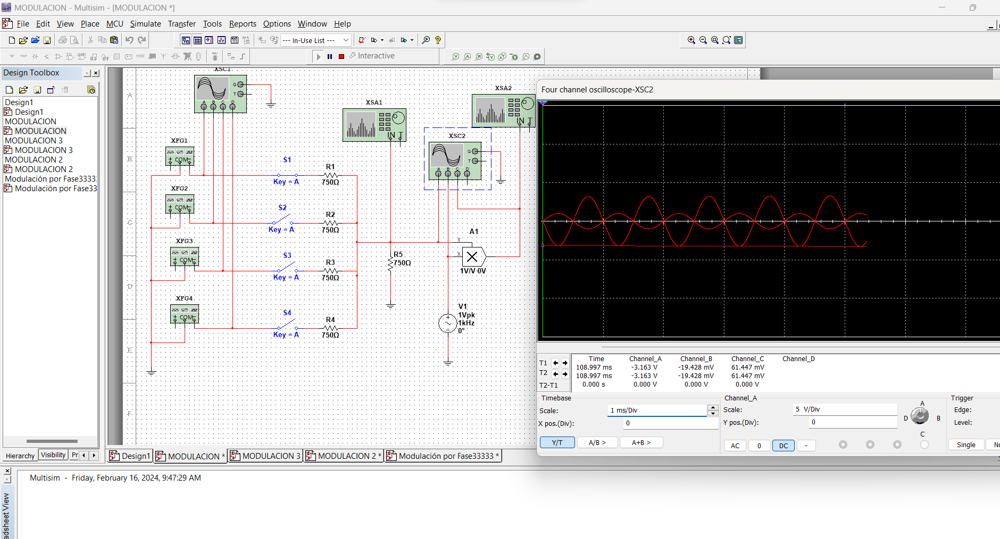 MODULACION - Multisim - [MODULACION *]
File Edit View Place MCU Simulate Transfer Tools Reports Options Window Help
--- In-Use List ---
MISC
Interactive
Design Toolbox
Design1
Design1
MODULACION
MODULACION
MODULACION 3
MODULACION 3
MODULACION 2
MODULACION 2
Modulación por Fase3333
Modulación por Fase33
Hierarchy Visibility Pr
A
B
C
D
E
F
XSC1
G
T
A B C D
XSA1
IN T
XSA2
IN T
XSC2
G
T
A B C D
XFG1
COM
XFG2
COM
XFG3
COM
XFG4
COM
S1
Key = A
S2
Key = A
S3
Key = A
S4
Key = A
R1
750Ω
R2
750Ω
R3
750Ω
R4
750Ω
R5
750Ω
A1
Y
X
1V/V 0V
V1
1Vpk
1kHz
0°
Four channel oscilloscope-XSC2
Time Channel_A Channel_B Channel_C Channel_D
T1 108.997 ms -3.163 V -19.428 mV 61.447 mV
T2 108.997 ms -3.163 V -19.428 mV 61.447 mV
T2-T1 0.000 s 0.000 V 0.000 V 0.000 V
Timebase
Scale: 1 ms/Div
X pos.(Div): 0
Y/T A/B > A+B >
Channel_A
Scale: 5 V/Div
Y pos.(Div): 0
AC 0 DC -
A
D B
C
Trigger
Edge:
Level:
Single No
Design1 MODULACION * MODULACION 3 MODULACION 2 * Modulación por Fase33333 *
Multisim - Friday, February 16, 2024, 9:47:29 AM
adsheet View